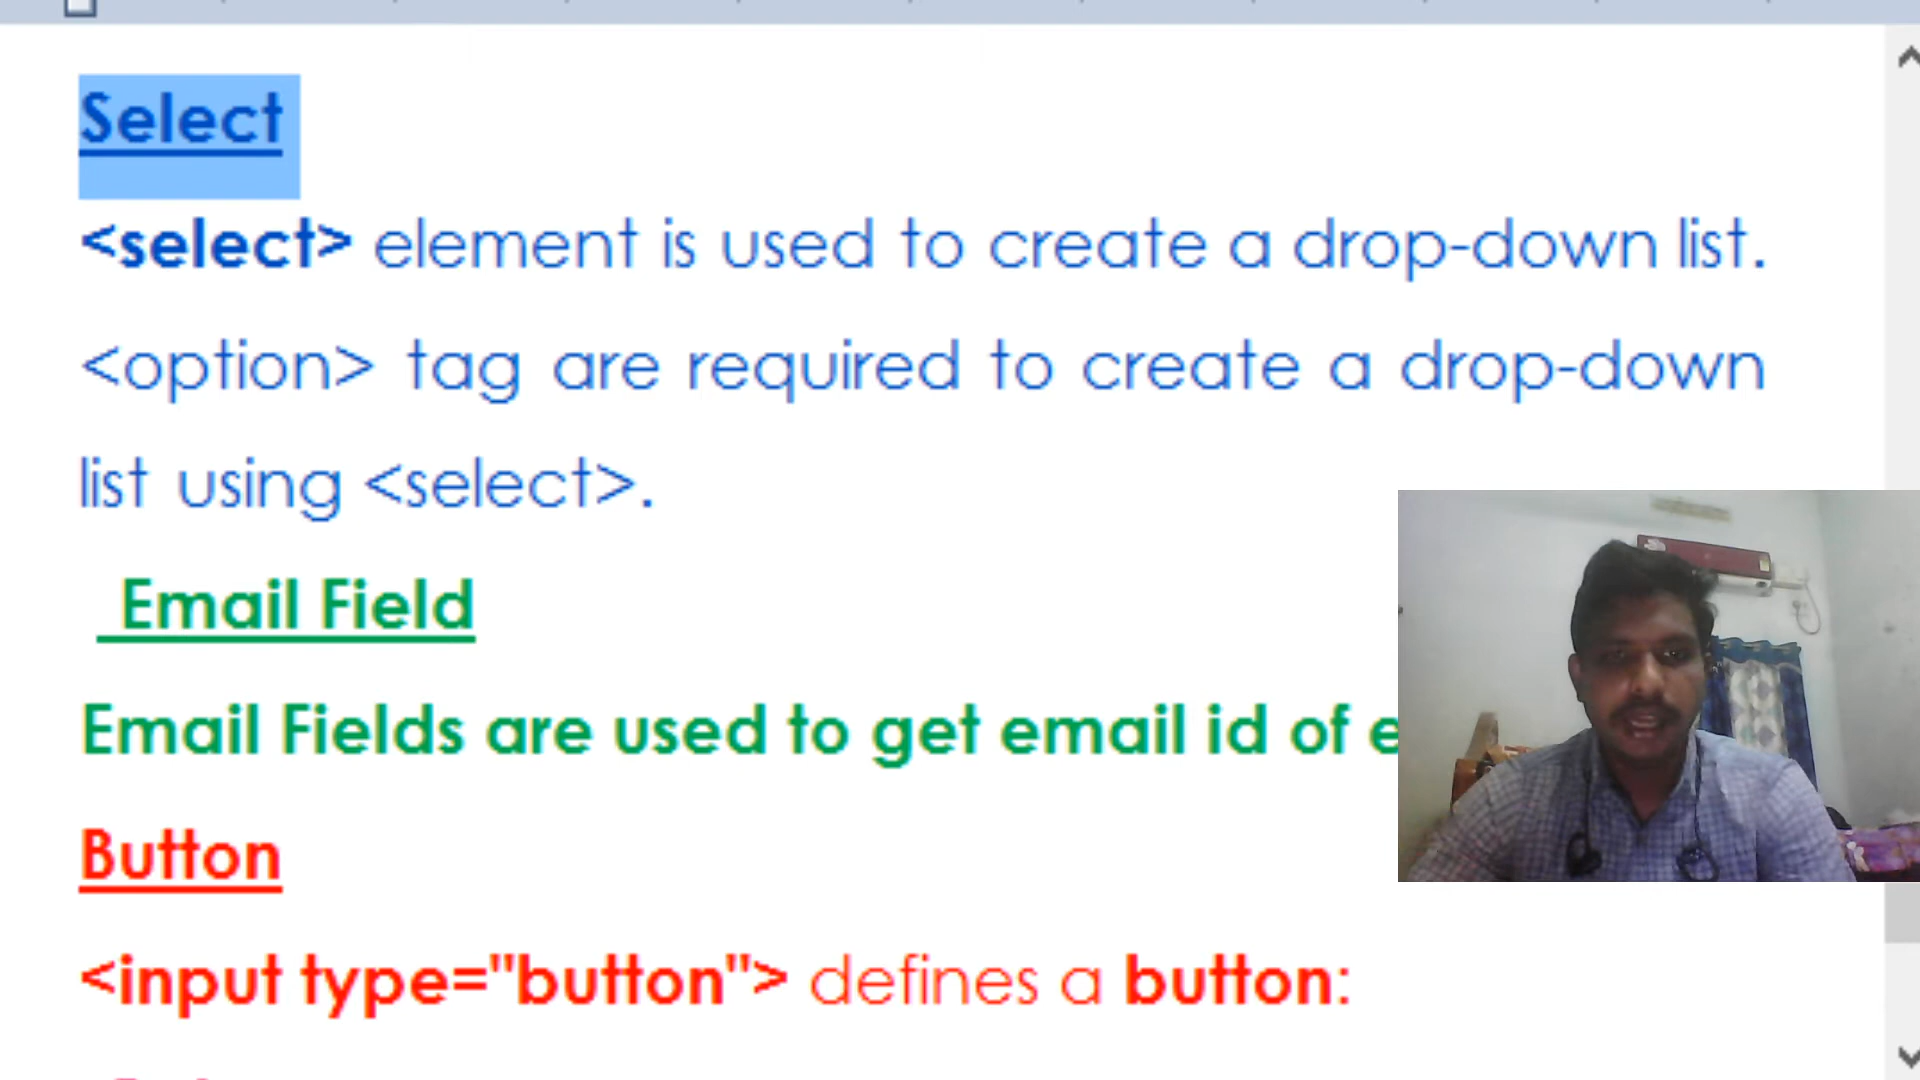 Select
<select> element is used to create a drop-down list.
<option> tag are required to create a drop-down
list using <select>.
Email Field
Email Fields are used to get email id of
Button
<input type="button"> defines a button: